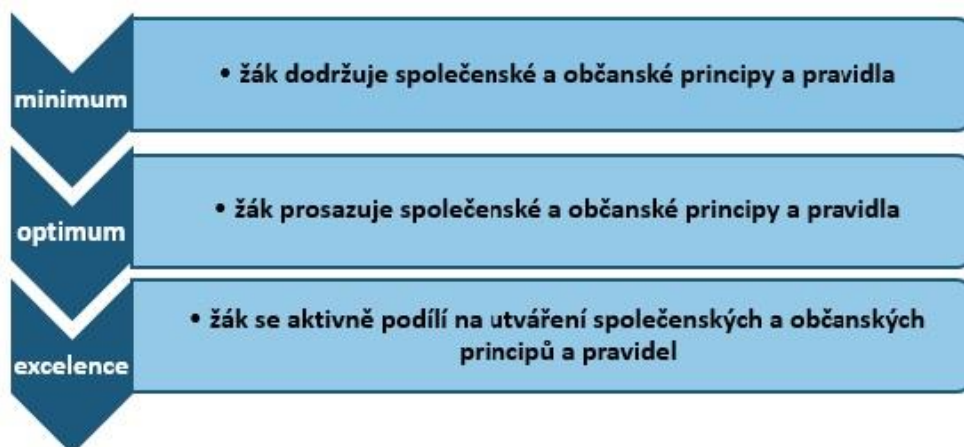 minimum
• žák dodržuje společenské a občanské principy a pravidla
optimum
• žák prosazuje společenské a občanské principy a pravidla
excelence
• žák se aktivně podílí na utváření společenských a občanských
principů a pravidel